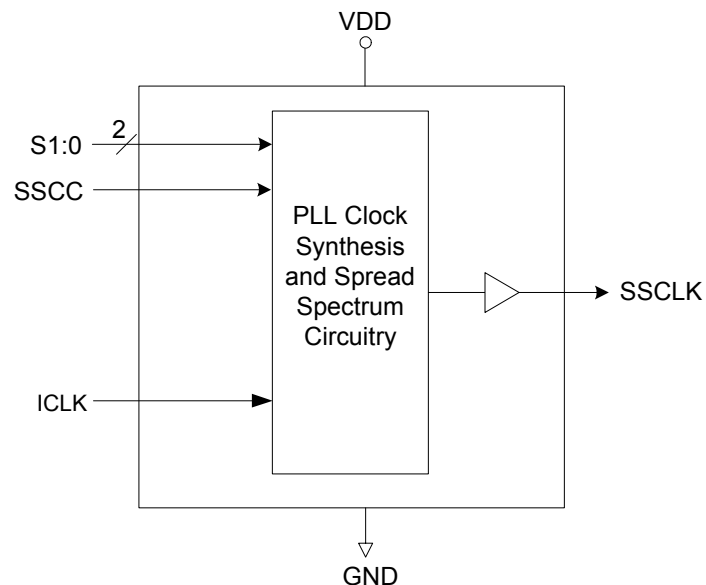 VDD
2
S1:0
SSCC
PLL Clock
Synthesis
and Spread
Spectrum
Circuitry
SSCLK
ICLK
GND